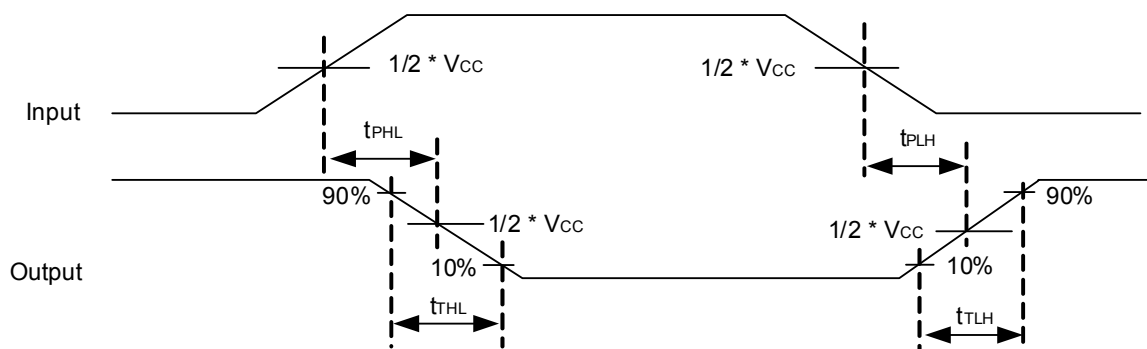 1/2 * VCC
1/2 * VCC
Input
tPHL
tPLH
90%
90%
1/2 * VCC
1/2 * VCC
10%
10%
Output
tTHL
tTLH